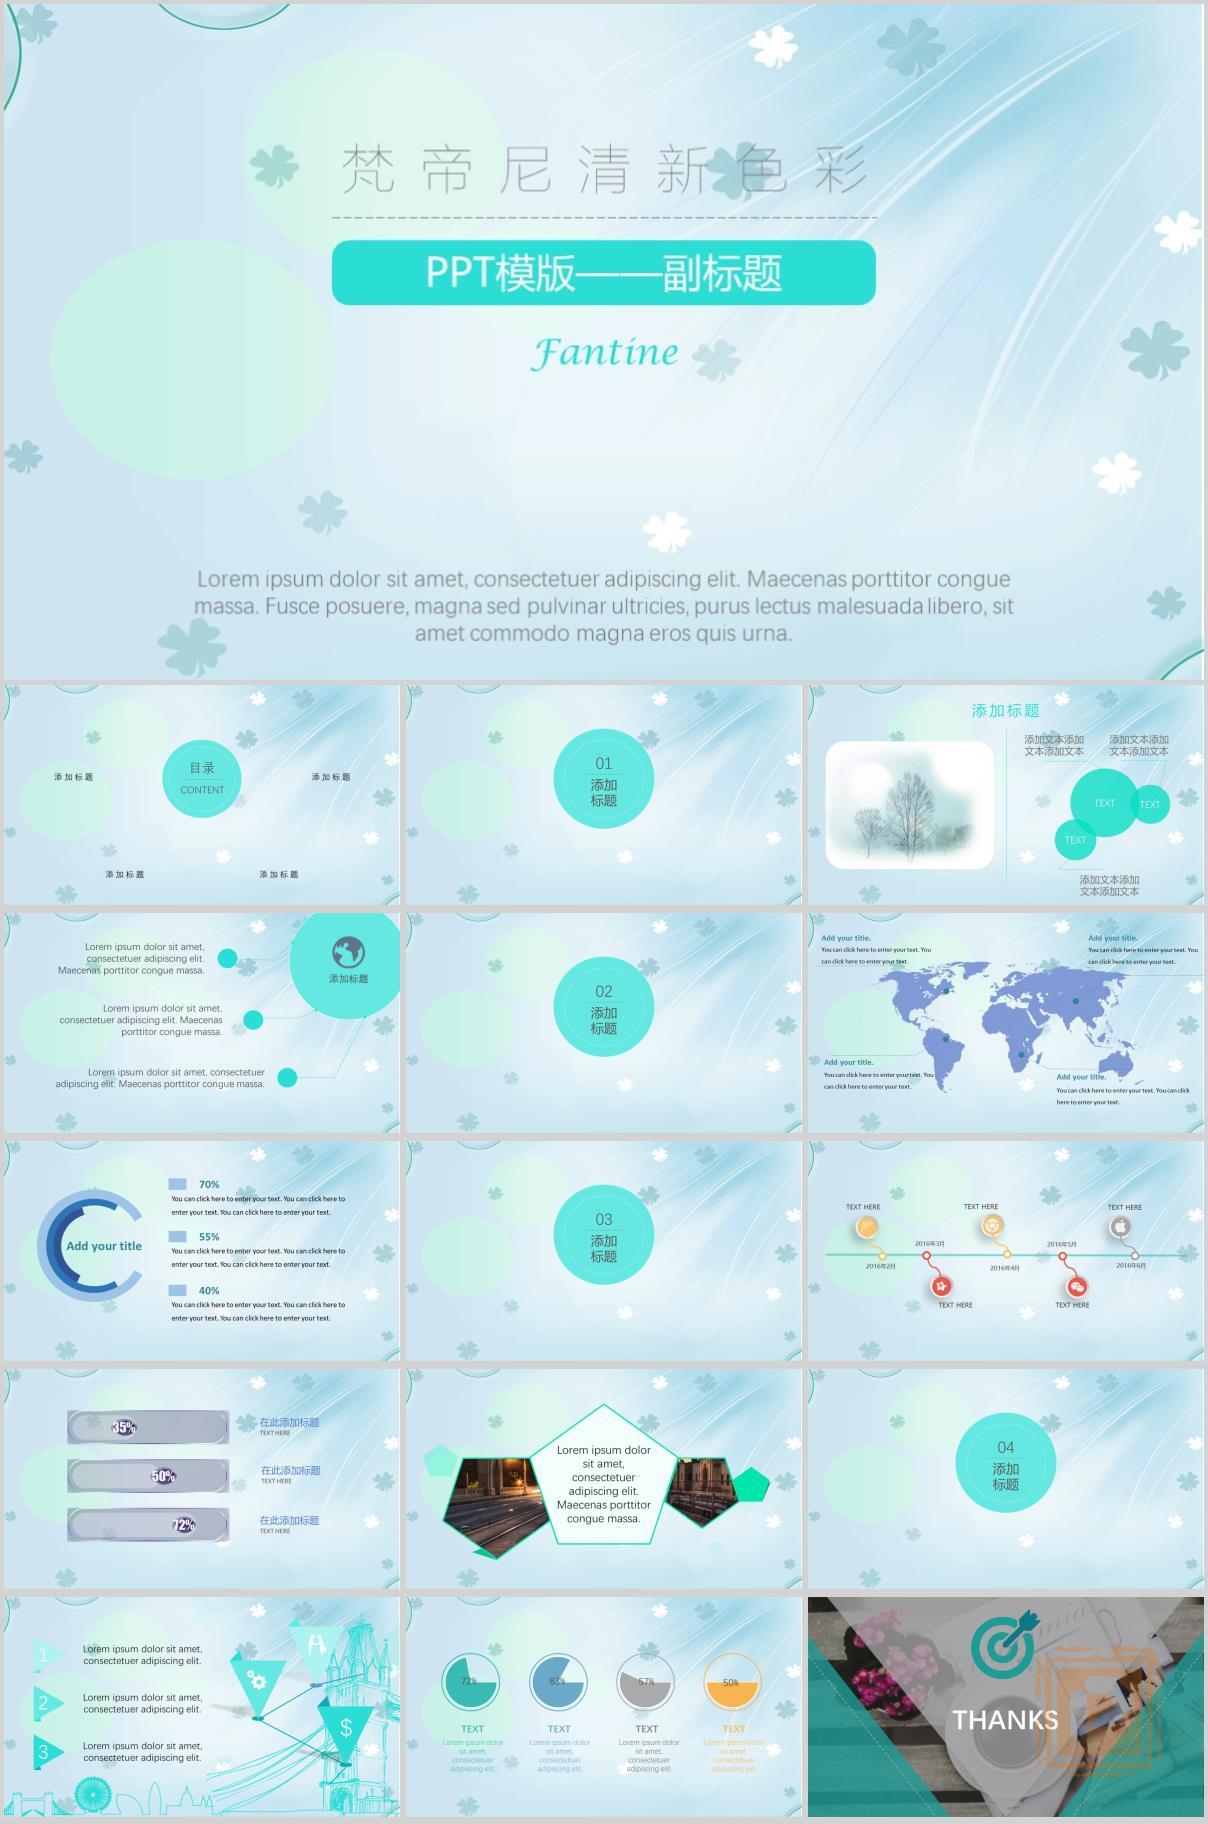 梵帝尼清新色彩
PPT模版——副标题
Fantine
Lorem ipsum dolor sit amet, consectetuer adipiscing elit. Maecenas porttitor congue
massa. Fusce posuere, magna sed pulvinar ultricies, purus lectus malesuada libero, sit
amet commodo magna eros quis urna.
目录
CONTENT
添加标题
添加标题
添加标题
添加标题
01
添加
标题
添加标题
添加文本添加
文本添加文本
添加文本添加
文本添加文本
TEXT
TEXT
TEXT
添加文本添加
文本添加文本
Lorem ipsum dolor sit amet,
consectetuer adipiscing elit.
Maecenas porttitor congue massa.
添加标题
Lorem ipsum dolor sit amet,
consectetuer adipiscing elit. Maecenas
porttitor congue massa.
Lorem ipsum dolor sit amet, consectetuer
adipiscing elit. Maecenas porttitor congue massa.
02
添加
标题
Add your title.
You can click here to enter your text. You
can click here to enter your text.
Add your title.
You can click here to enter your text. You
can click here to enter your text.
Add your title.
You can click here to enter your text. You
can click here to enter your text.
Add your title.
You can click here to enter your text. You can click
here to enter your text.
Add your title
70%
You can click here to enter your text. You can click here to
enter your text. You can click here to enter your text.
55%
You can click here to enter your text. You can click here to
enter your text. You can click here to enter your text.
40%
You can click here to enter your text. You can click here to
enter your text. You can click here to enter your text.
03
添加
标题
TEXT HERE
TEXT HERE
TEXT HERE
2016年2月
2016年3月
2016年4月
2016年5月
2016年6月
TEXT HERE
TEXT HERE
35%
在此添加标题
TEXT HERE
50%
在此添加标题
TEXT HERE
72%
在此添加标题
TEXT HERE
Lorem ipsum dolor
sit amet,
consectetuer
adipiscing elit.
Maecenas porttitor
congue massa.
04
添加
标题
1
Lorem ipsum dolor sit amet,
consectetuer adipiscing elit.
2
Lorem ipsum dolor sit amet,
consectetuer adipiscing elit.
3
Lorem ipsum dolor sit amet,
consectetuer adipiscing elit.
$
72%
83%
57%
50%
TEXT
TEXT
TEXT
TEXT
Lorem ipsum dolor
sit amet,
consectetuer
adipiscing elit.
Lorem ipsum dolor
sit amet,
consectetuer
adipiscing elit.
Lorem ipsum dolor
sit amet,
consectetuer
adipiscing elit.
Lorem ipsum dolor
sit amet,
consectetuer
adipiscing elit.
THANKS